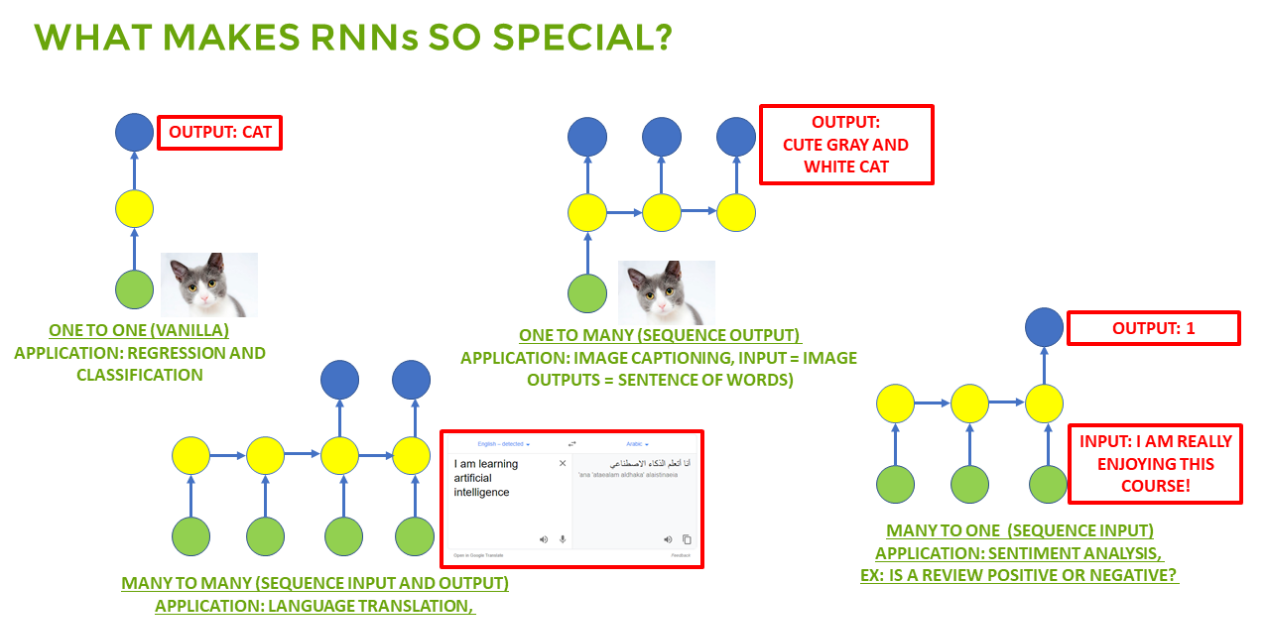 WHAT MAKES RNNs SO SPECIAL?
OUTPUT: CAT
ONE TO ONE (VANILLA)
APPLICATION: REGRESSION AND
CLASSIFICATION
OUTPUT:
CUTE GRAY AND
WHITE CAT
ONE TO MANY (SEQUENCE OUTPUT)
APPLICATION: IMAGE CAPTIONING, INPUT = IMAGE
OUTPUTS = SENTENCE OF WORDS)
OUTPUT: 1
INPUT: I AM REALLY
ENJOYING THIS
COURSE!
MANY TO ONE (SEQUENCE INPUT)
APPLICATION: SENTIMENT ANALYSIS,
EX: IS A REVIEW POSITIVE OR NEGATIVE?
English – detected
Arabic
I am learning
artificial
intelligence
أنا أتعلم الذكاء الاصطناعي
'ana 'ataealam aldhaka' alaistinaeia
Open in Google Translate
Feedback
MANY TO MANY (SEQUENCE INPUT AND OUTPUT)
APPLICATION: LANGUAGE TRANSLATION,